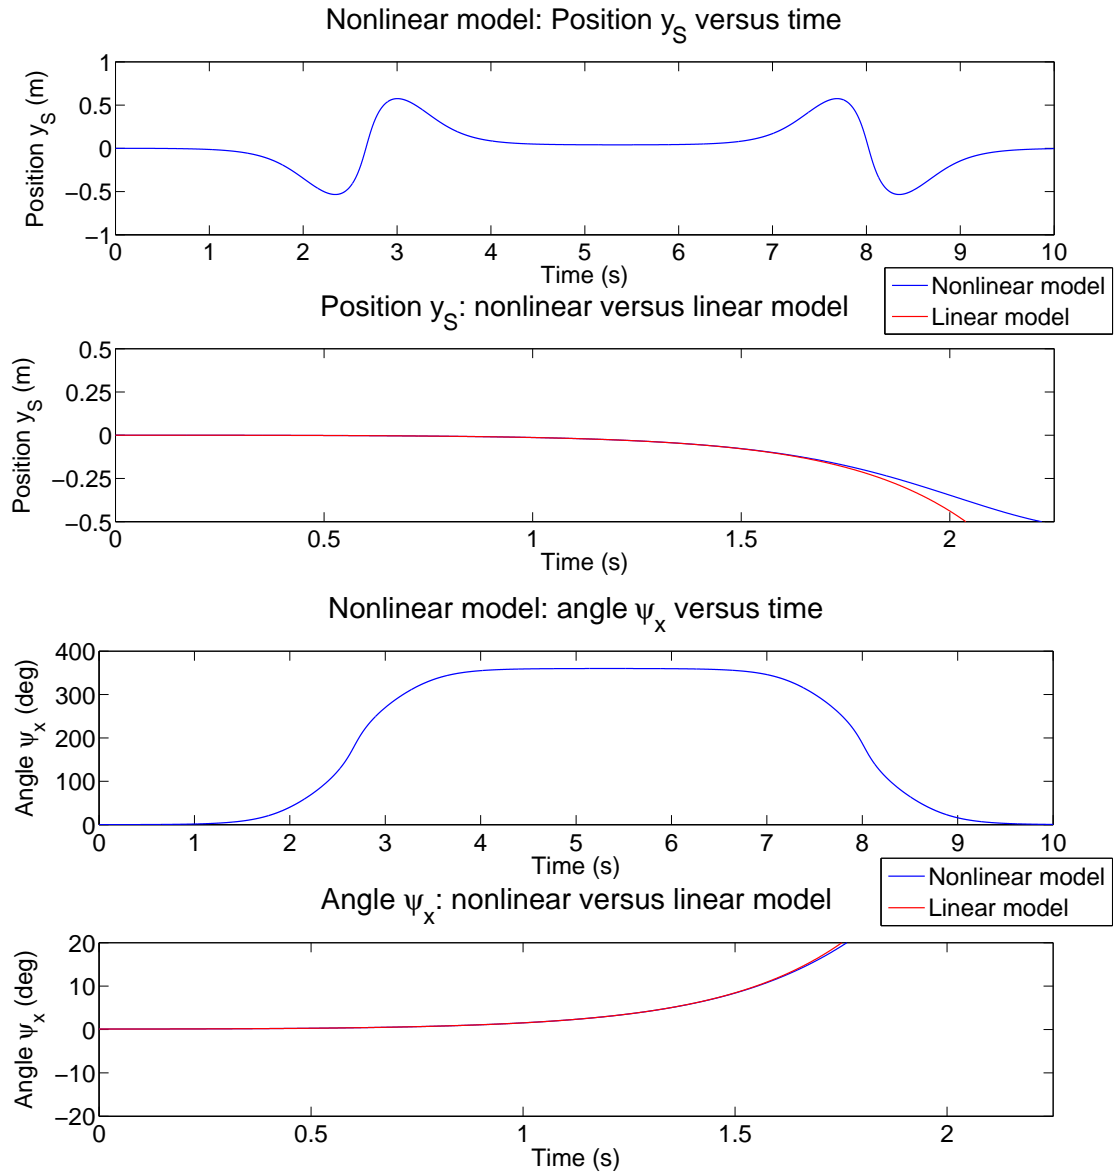 Nonlinear model: Position y_S versus time
Position y_S (m)
1
0.5
0
−0.5
−1
0 1 2 3 4 5 6 7 8 9 10
Time (s)
Nonlinear model
Linear model
Position y_S: nonlinear versus linear model
Position y_S (m)
0.5
0.25
0
−0.25
−0.5
0 0.5 1 1.5 2
Time (s)
Nonlinear model: angle ψ_x versus time
Angle ψ_x (deg)
400
300
200
100
0
0 1 2 3 4 5 6 7 8 9 10
Time (s)
Nonlinear model
Linear model
Angle ψ_x: nonlinear versus linear model
Angle ψ_x (deg)
20
10
0
−10
−20
0 0.5 1 1.5 2
Time (s)